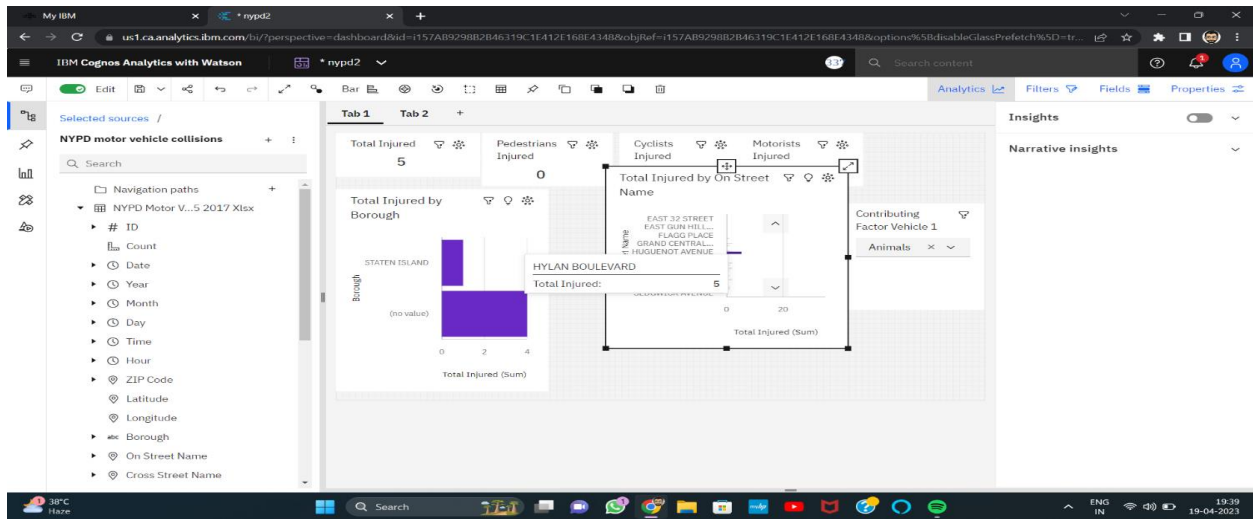 My IBM
* nypd2
us1.ca.analytics.ibm.com/bi/?perspective=dashboard&id=i157AB9298B2B46319C1E412E168E4348&objRef=i157AB9298B2B46319C1E412E168E4348&options%5BdisableGlassPrefetch%5D=tr...
IBM Cognos Analytics with Watson
* nypd2
Search content
Edit
Bar
Analytics
Filters
Fields
Properties
Selected sources /
NYPD motor vehicle collisions
Search
Navigation paths
NYPD Motor V...5 2017 Xlsx
# ID
Count
Date
Year
Month
Day
Time
Hour
ZIP Code
Latitude
Longitude
abc Borough
On Street Name
Cross Street Name
Tab 1
Tab 2
Total Injured
5
Pedestrians
Injured
0
Cyclists
Injured
Motorists
Injured
Total Injured by
Borough
STATEN ISLAND
(no value)
Borough
0 2 4
Total Injured (Sum)
Total Injured by On Street
Name
EAST 32 STREET
EAST GUN HILL...
FLAGG PLACE
GRAND CENTRAL...
HUGUENOT AVENUE
HYLAN BOULEVARD
Total Injured: 5
0 20
Total Injured (Sum)
Contributing
Factor Vehicle 1
Animals
Insights
Narrative insights
1
38°C
Haze
Search
ENG
IN
19:39
19-04-2023